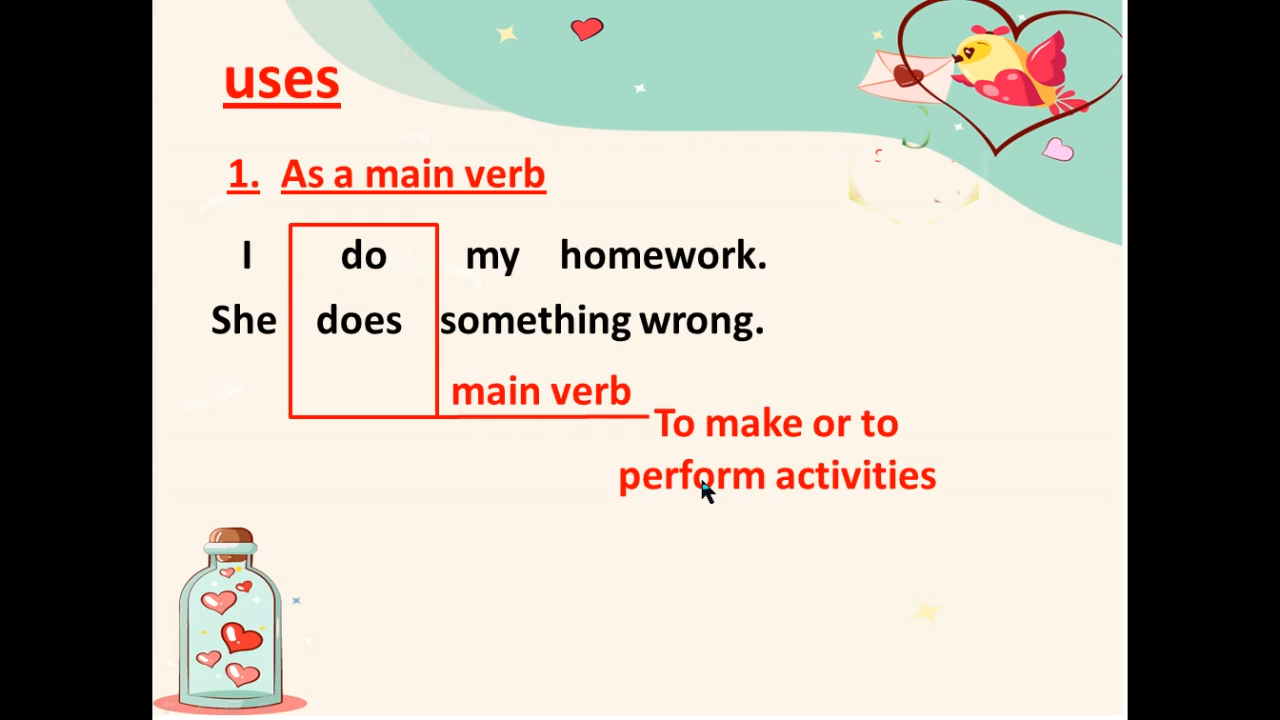 uses
1. As a main verb
I do my homework.
She does something wrong.
main verb
To make or to
perform activities